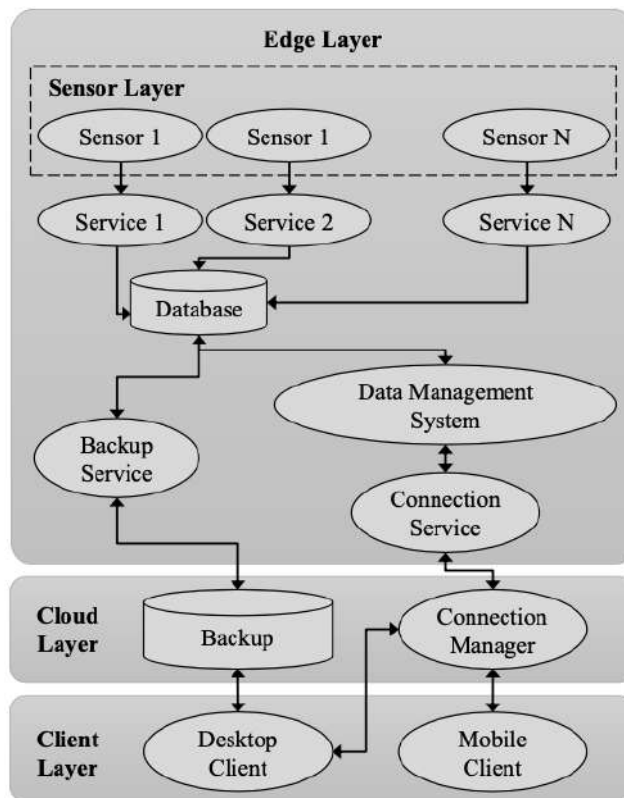 Edge Layer
Sensor Layer
Sensor 1
Sensor 1
Sensor N
Service 1
Service 2
Service N
Database
Data Management
System
Backup
Service
Connection
Service
Cloud
Layer
Backup
Connection
Manager
Client
Layer
Desktop
Client
Mobile
Client